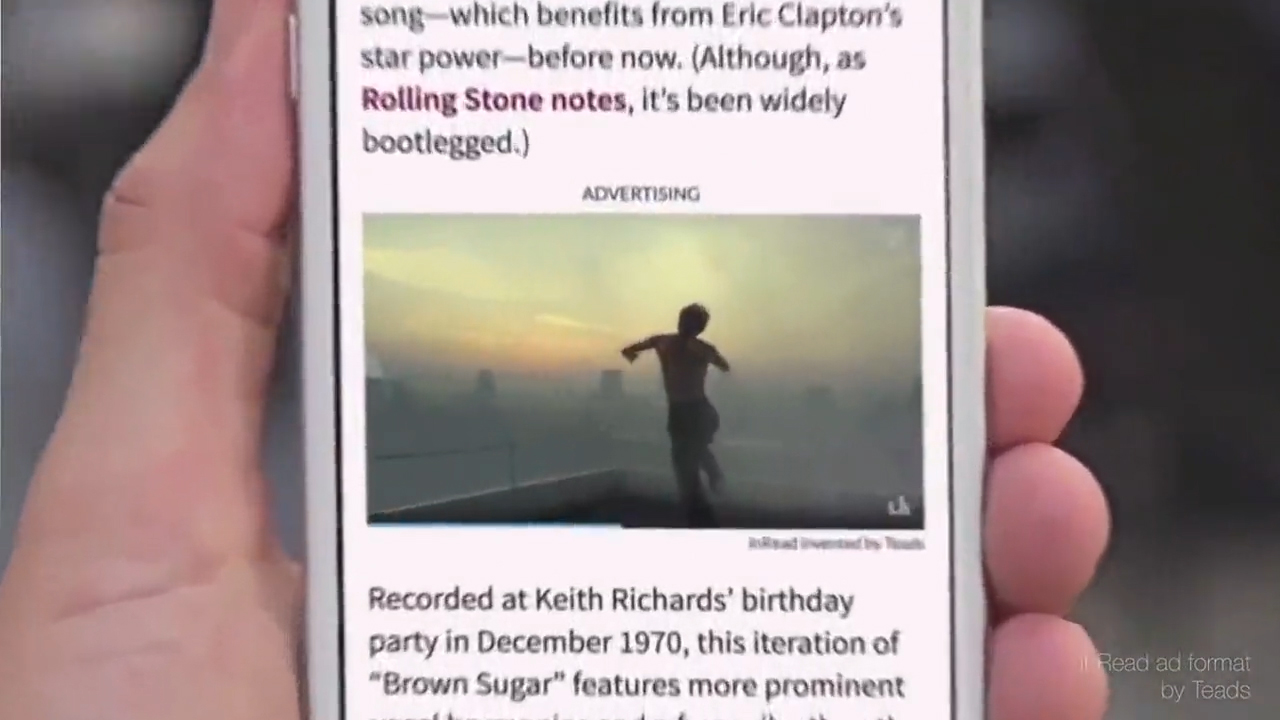 song—which benefits from Eric Clapton's
star power—before now. (Although, as
Rolling Stone notes, it's been widely
bootlegged.)
ADVERTISING
InRead invented by Teads
Recorded at Keith Richards' birthday
party in December 1970, this iteration of
"Brown Sugar" features more prominent
Read ad format
by Teads